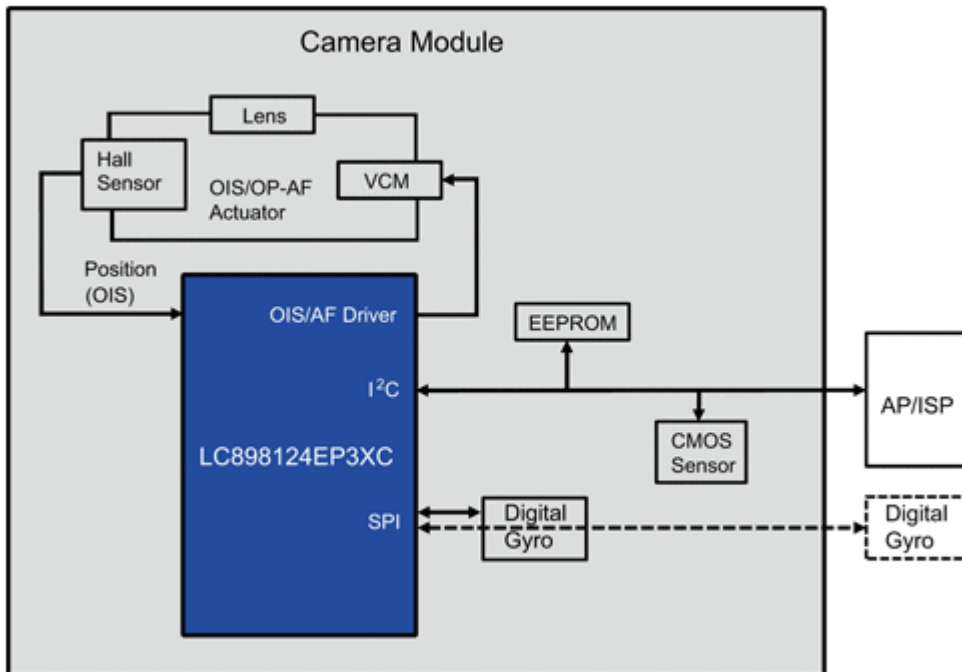 Camera Module
Lens
Hall
Sensor
VCM
OIS/OP-AF
Actuator
Position
(OIS)
OIS/AF Driver
EEPROM
I²C
AP/ISP
CMOS
Sensor
LC898124EP3XC
SPI
Digital
Gyro
Digital
Gyro